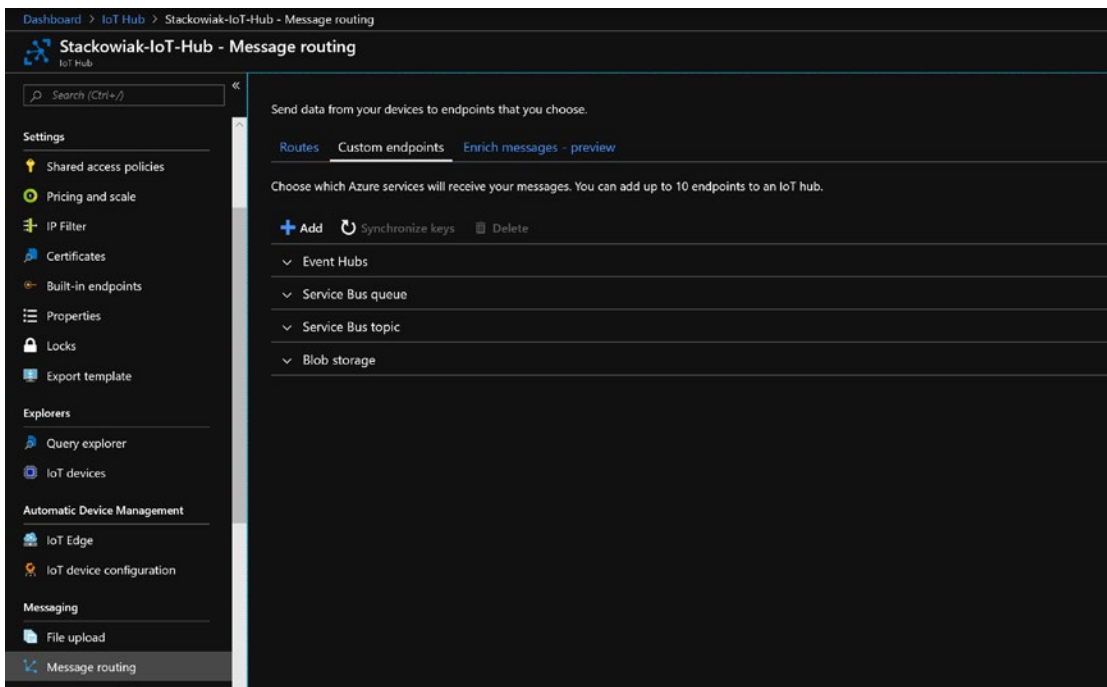 Dashboard > IoT Hub > Stackowiak-IoT-Hub - Message routing
Stackowiak-IoT-Hub - Message routing
IoT Hub
Search (Ctrl+/)
«
Settings
Shared access policies
Pricing and scale
IP Filter
Certificates
Built-in endpoints
Properties
Locks
Export template
Explorers
Query explorer
IoT devices
Automatic Device Management
IoT Edge
IoT device configuration
Messaging
File upload
Message routing
Send data from your devices to endpoints that you choose.
Routes Custom endpoints Enrich messages - preview
Choose which Azure services will receive your messages. You can add up to 10 endpoints to an IoT hub.
Add Synchronize keys Delete
Event Hubs
Service Bus queue
Service Bus topic
Blob storage